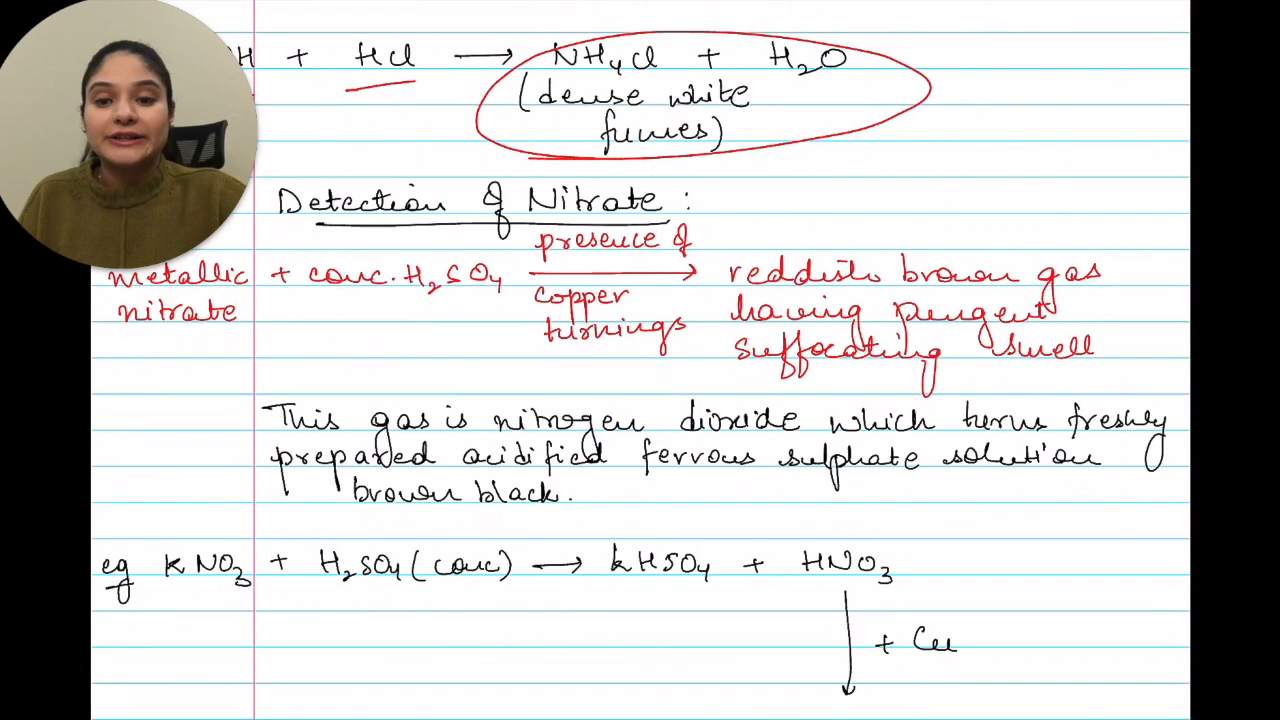 H + HCl ⟶ NH₄Cl + H₂O
(dense white
fumes)
Detection of Nitrate :
metallic nitrate + conc. H₂SO₄ ⟶ presence of copper turnings
reddish brown gas
having pungent
suffocating smell
This gas is nitrogen dioxide which turns freshly
prepared acidified ferrous sulphate solution
brown black.
eg KNO₃ + H₂SO₄ (conc) ⟶ KHSO₄ + HNO₃
+ Cu